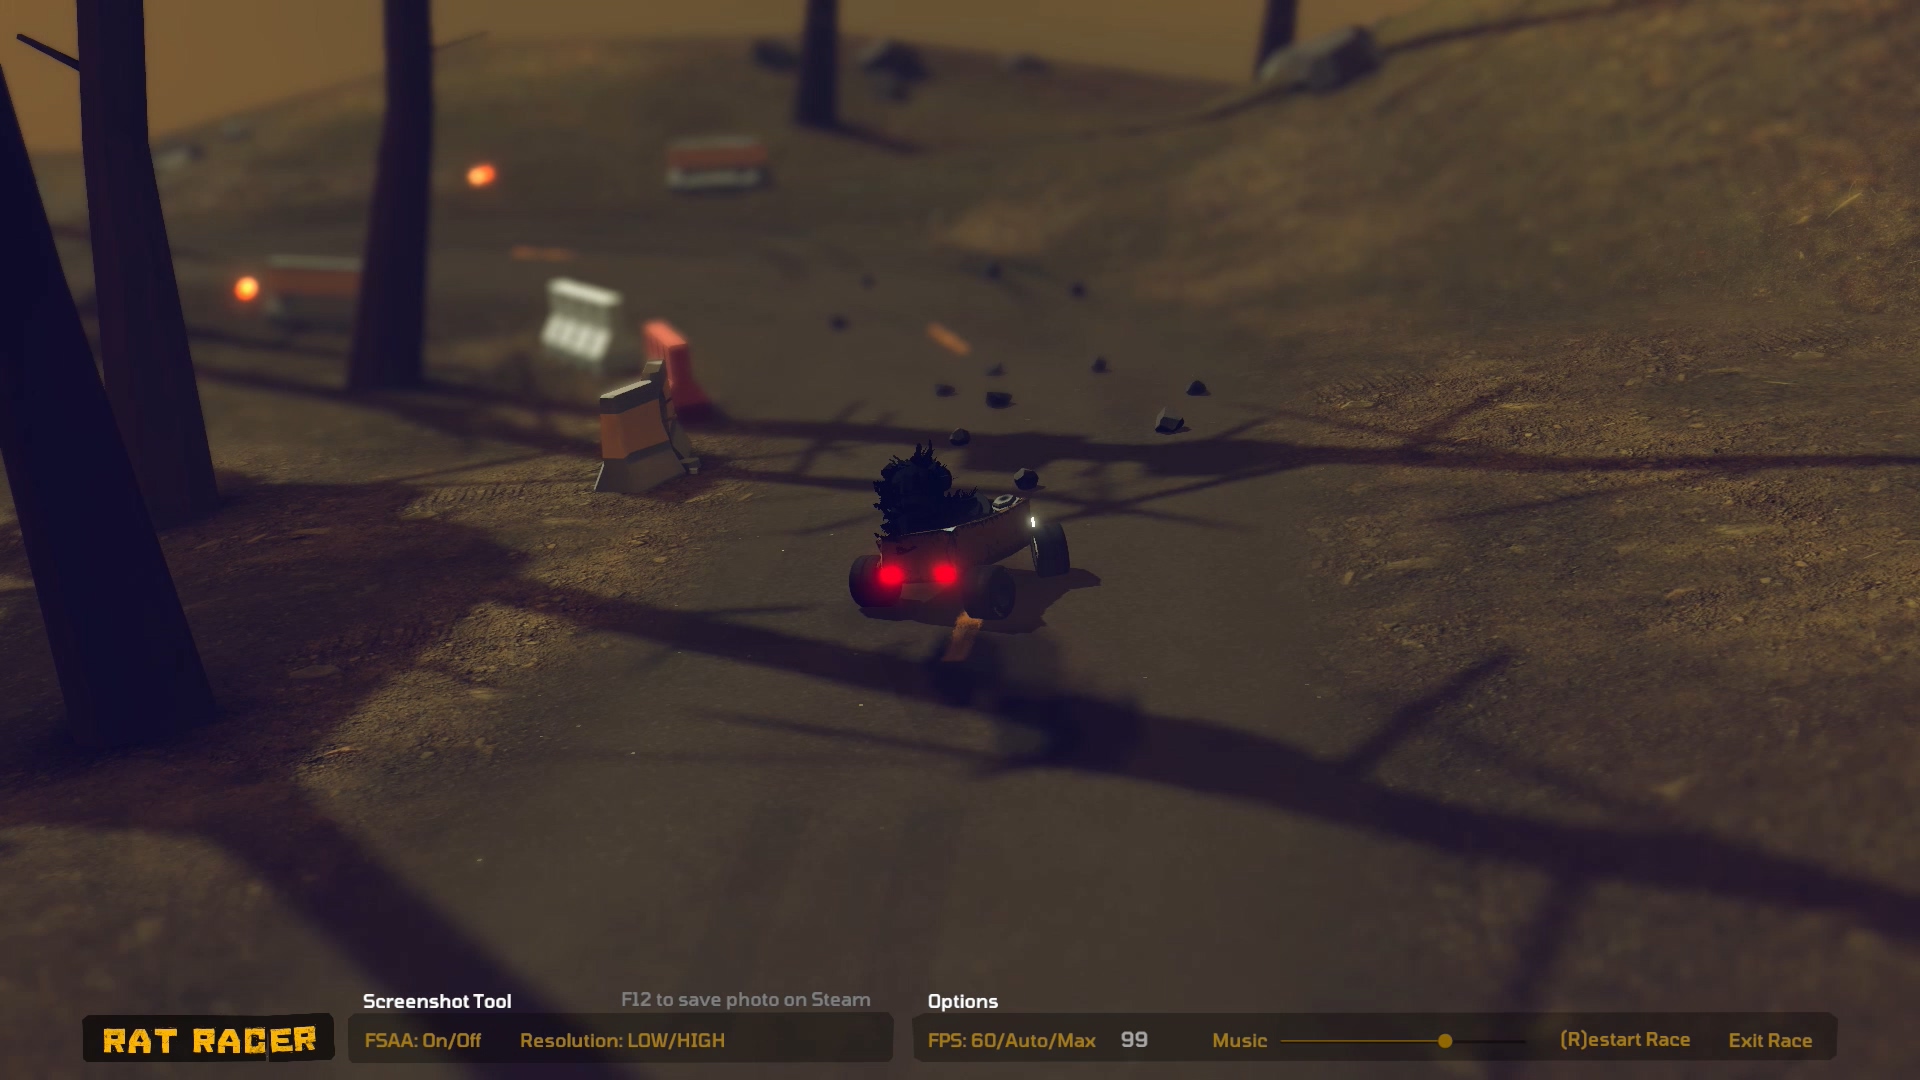 Screenshot Tool
F12 to save photo on Steam
Options
RAT RACER
FSAA: On/Off
Resolution: LOW/HIGH
FPS: 60/Auto/Max
99
Music
(R)estart Race
Exit Race